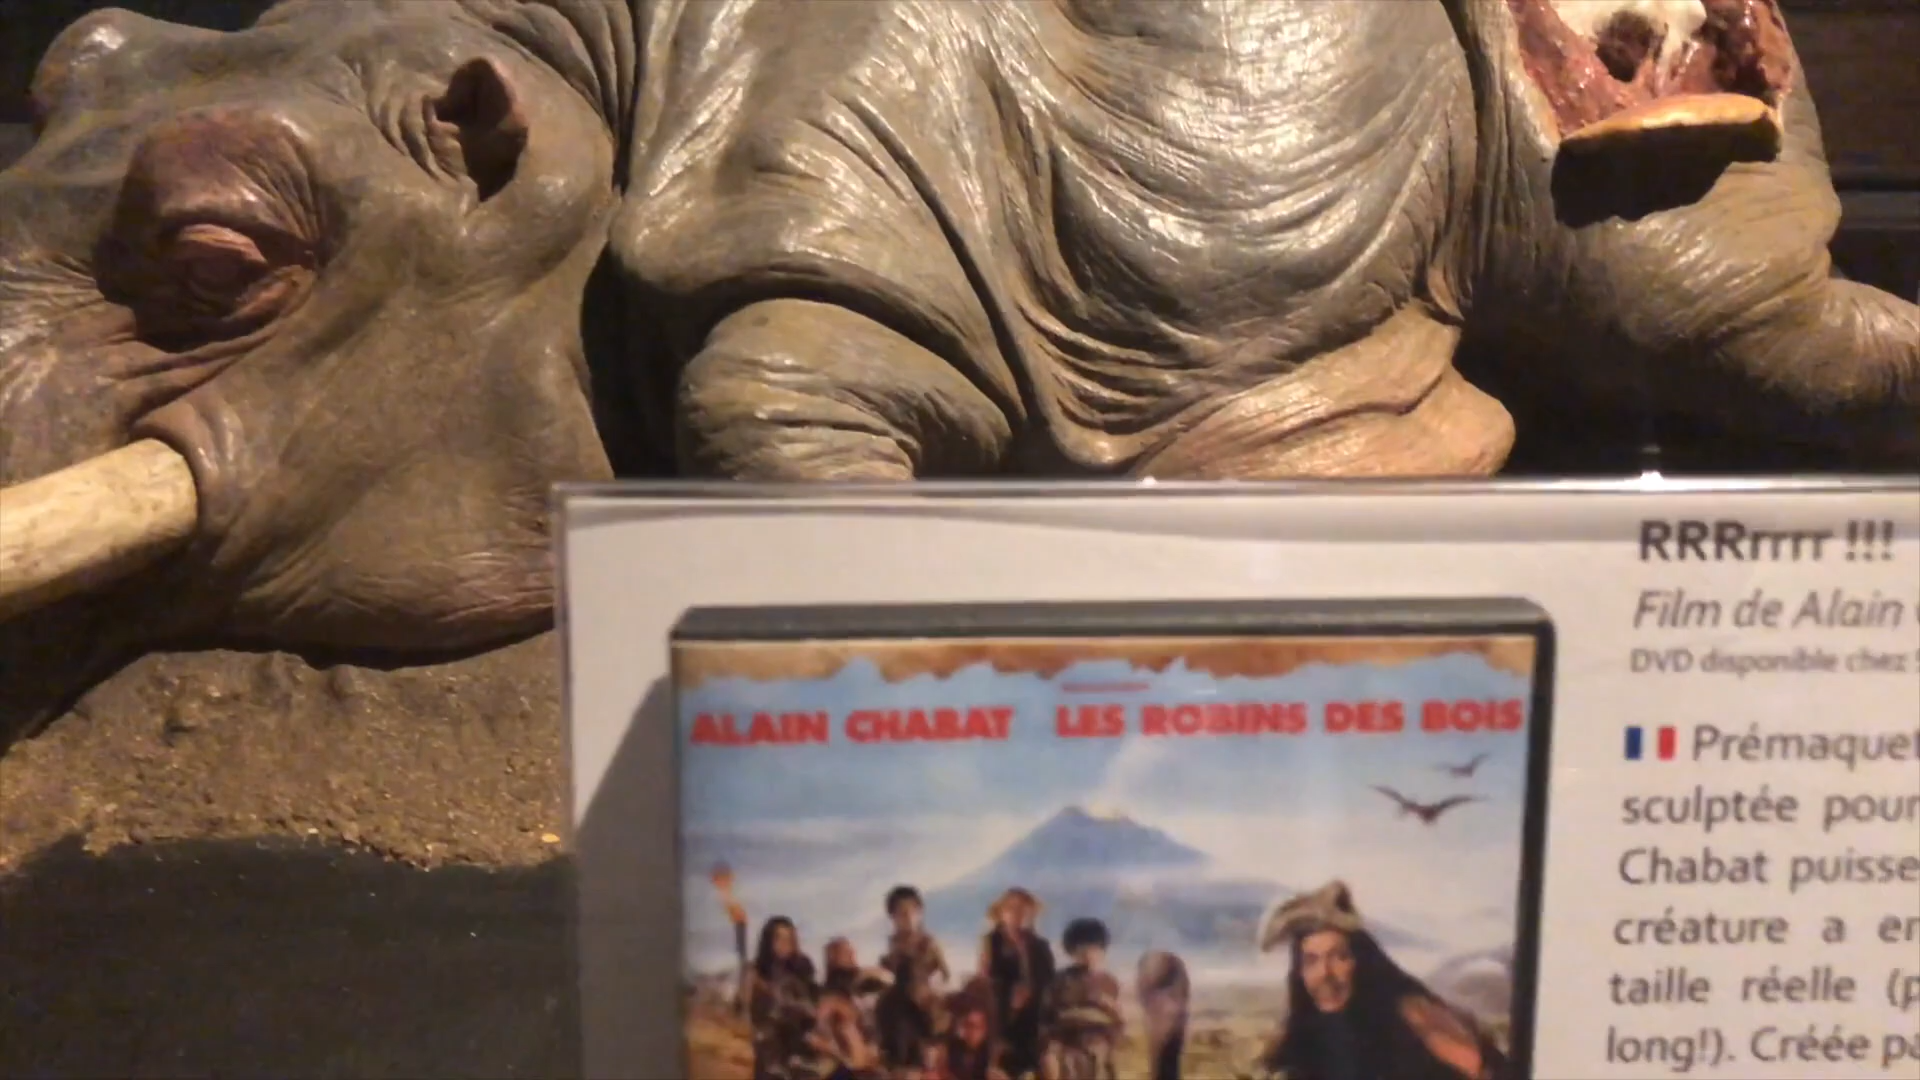 RRRrrrr !!!
Film de Alain
DVD disponible chez
ALAIN CHABAT LES ROBINS DES BOIS
Prémaquet
sculptée pour
Chabat puisse
créature a er
taille réelle (p
long!). Créée pa